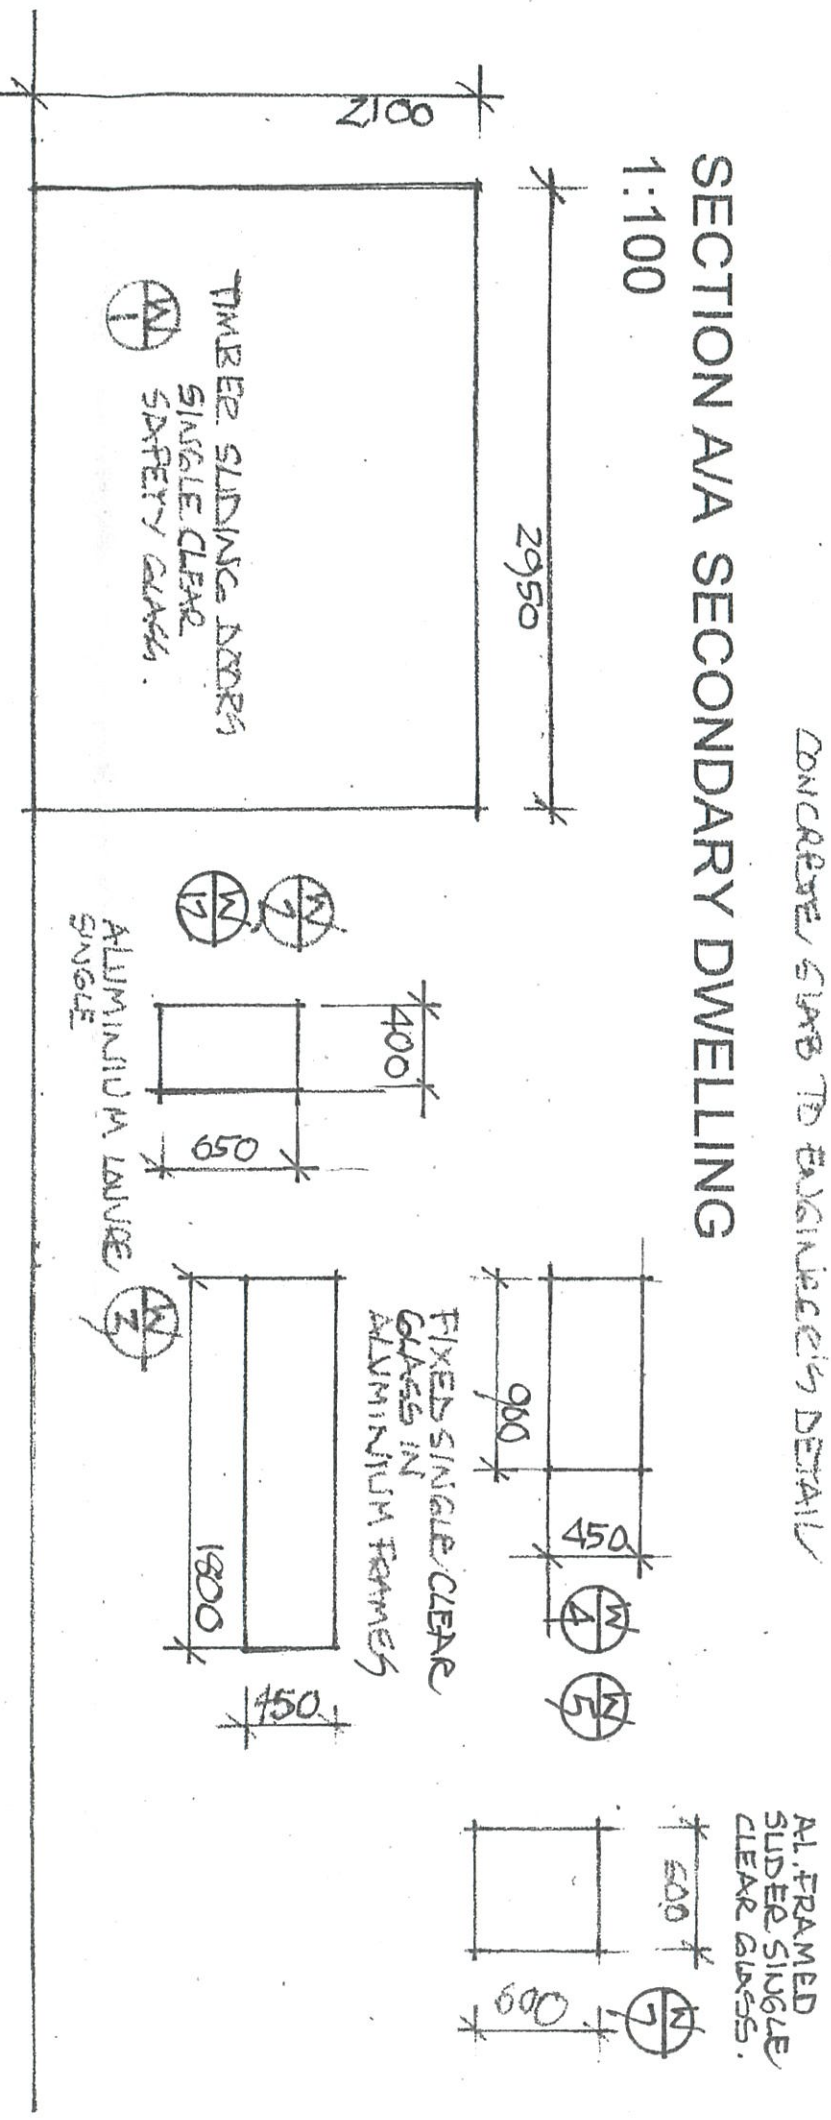 CONCRETE SLAB TO ENGINEER'S DETAIL
SECTION A/A SECONDARY DWELLING
1:100
2100
2950
TIMBER SLIDING DOORS
SINGLE CLEAR
SAFETY GLASS.
W
1
W
W
12
400
650
ALUMINIUM LOUVRE
SINGLE
900
450
W
4
W
5
FIXED SINGLE CLEAR
GLASS IN
ALUMINIUM FRAMES
W
1800
450
AL. FRAMED
SLIDER SINGLE
CLEAR GLASS.
600
600
W
7